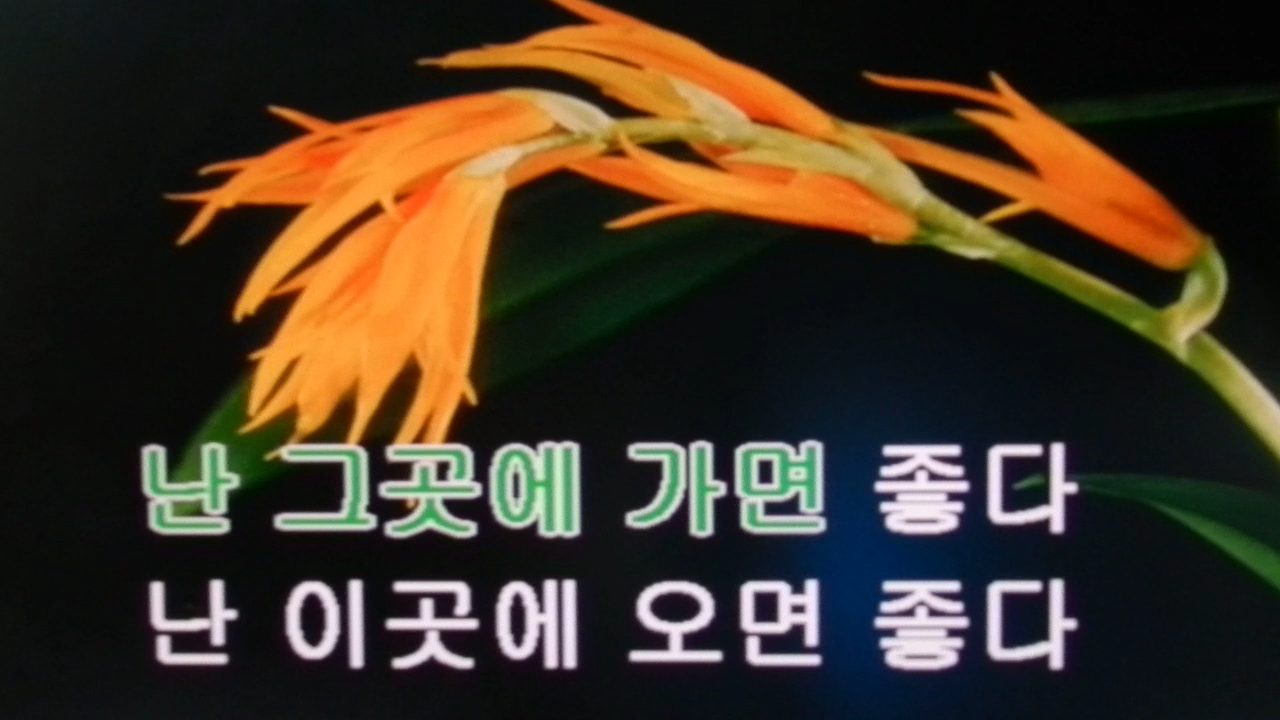 난 그곳에 가면 좋다
난 이곳에 오면 좋다